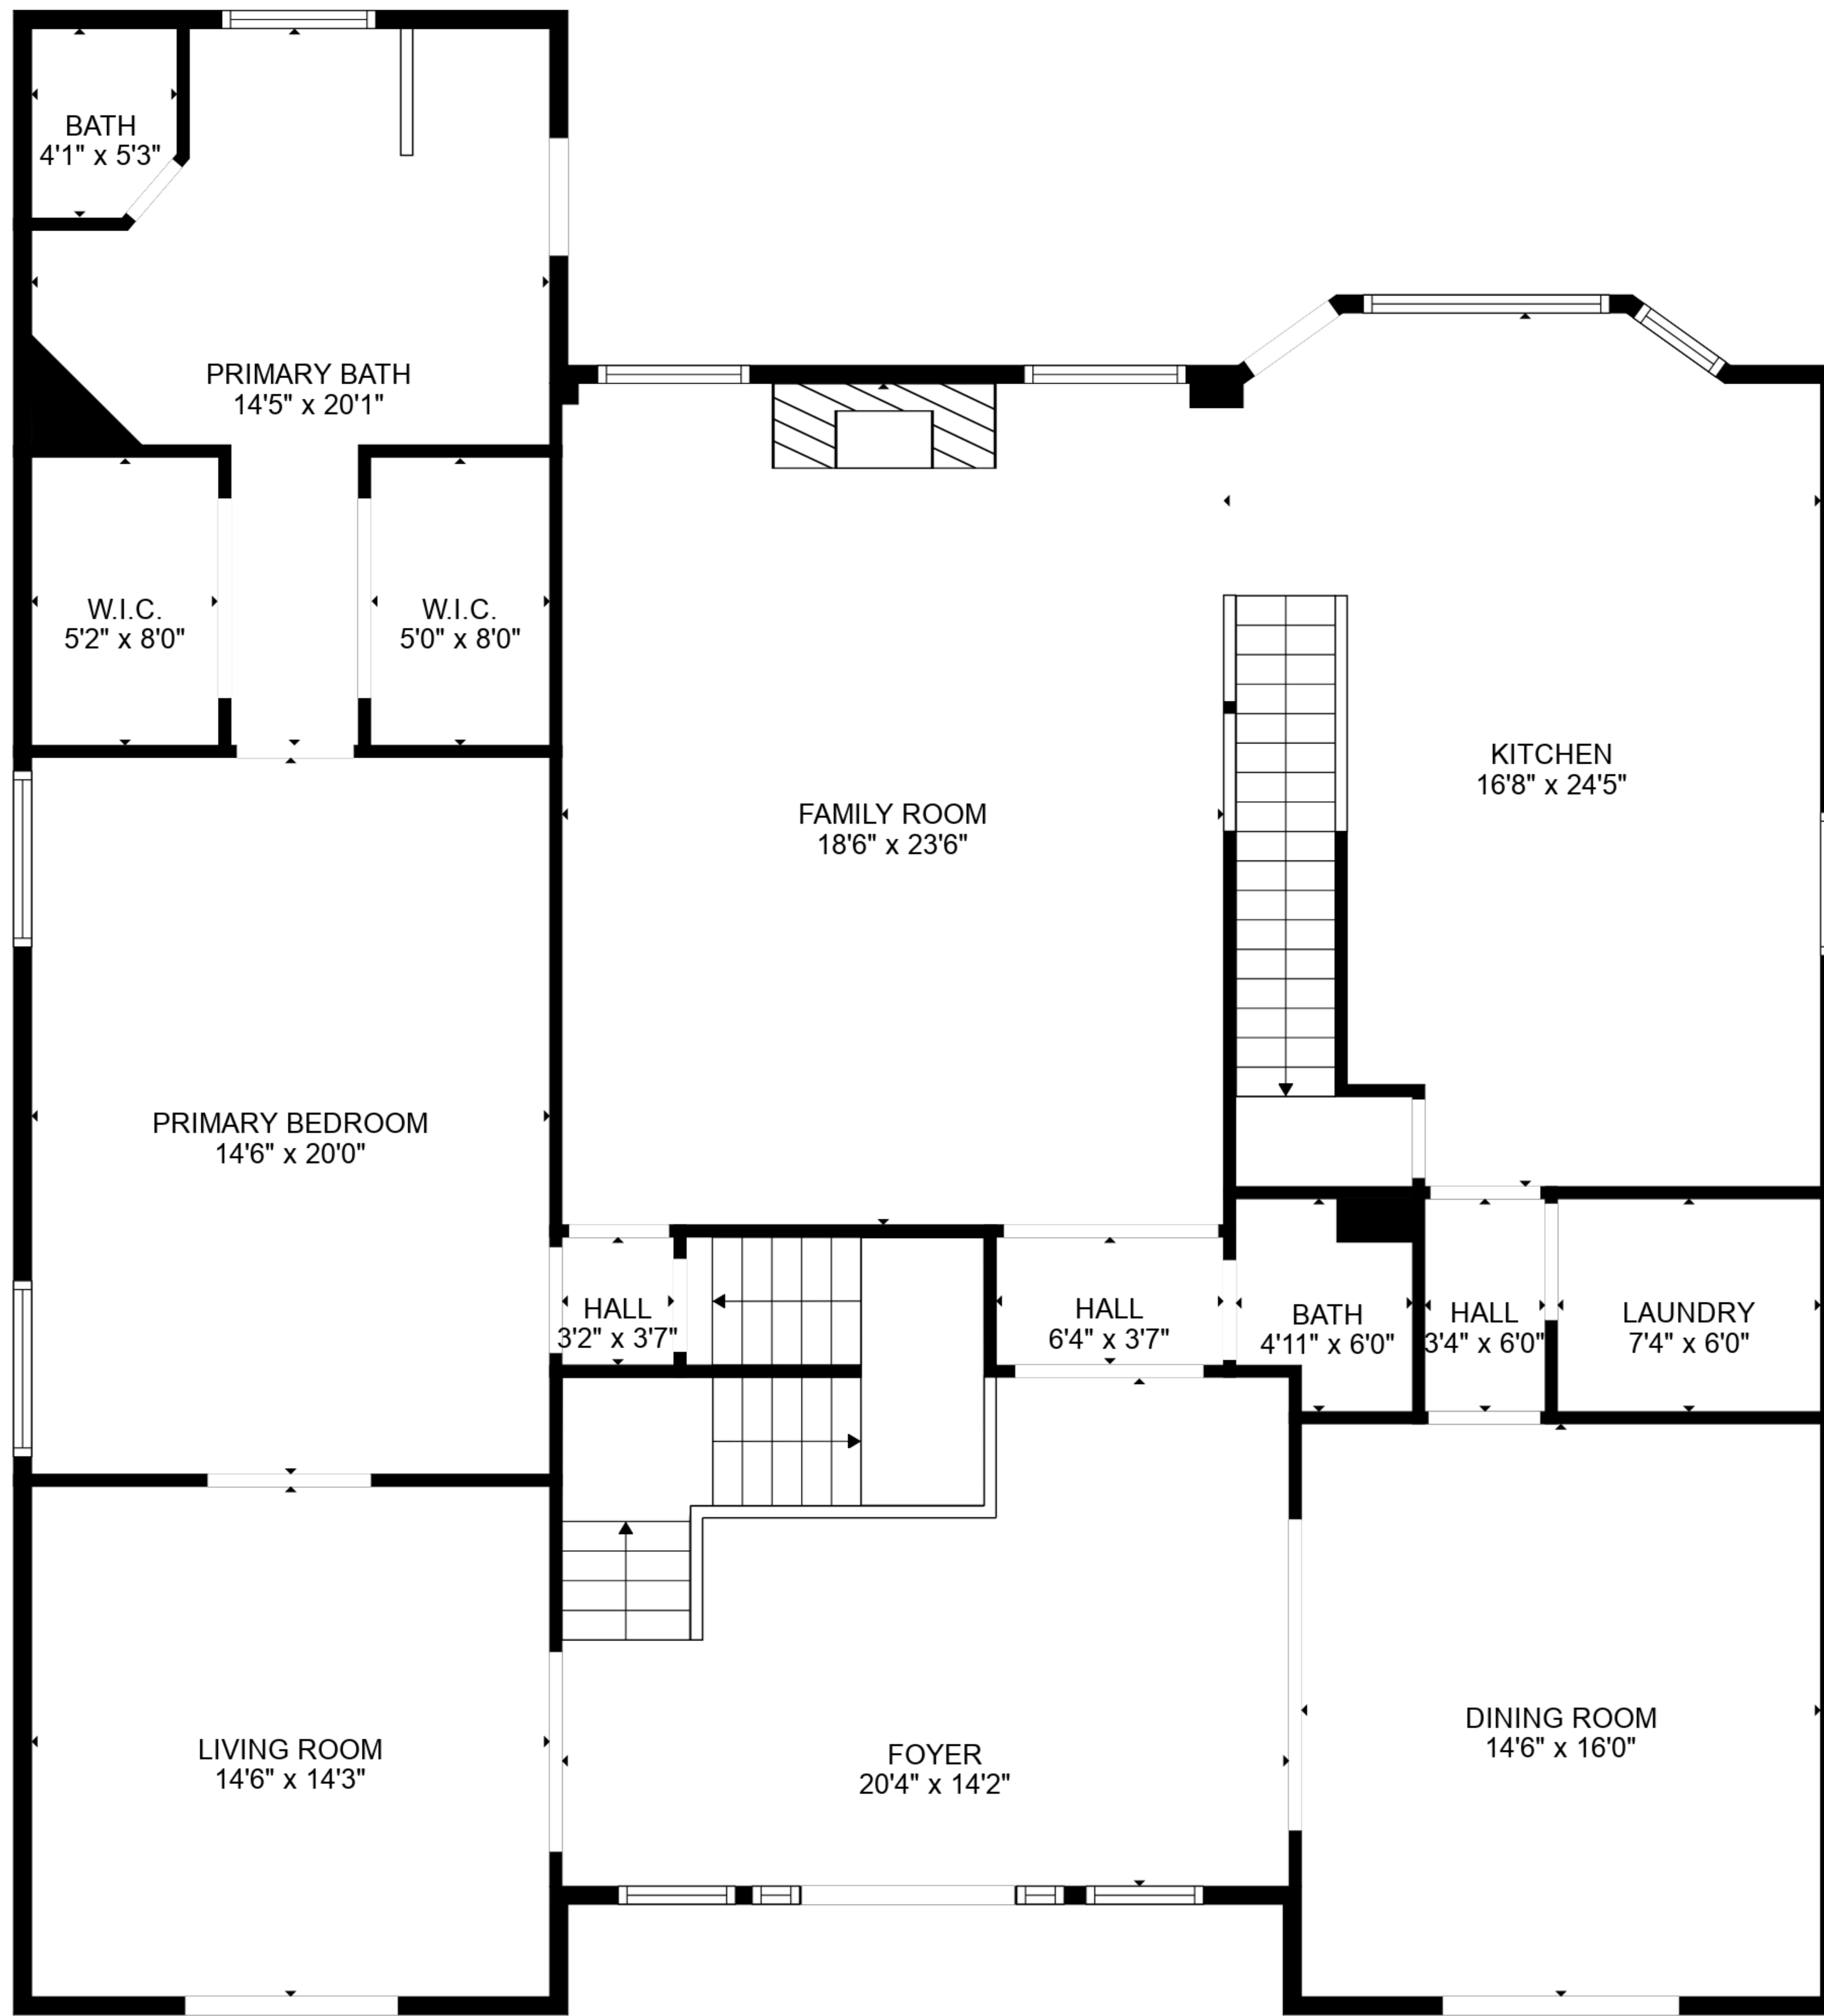 BATH
4'1" x 5'3"
PRIMARY BATH
14'5" x 20'1"
W.I.C.
5'2" x 8'0"
W.I.C.
5'0" x 8'0"
KITCHEN
16'8" x 24'5"
FAMILY ROOM
18'6" x 23'6"
PRIMARY BEDROOM
14'6" x 20'0"
HALL
3'2" x 3'7"
HALL
6'4" x 3'7"
BATH
4'11" x 6'0"
HALL
3'4" x 6'0"
LAUNDRY
7'4" x 6'0"
LIVING ROOM
14'6" x 14'3"
FOYER
20'4" x 14'2"
DINING ROOM
14'6" x 16'0"